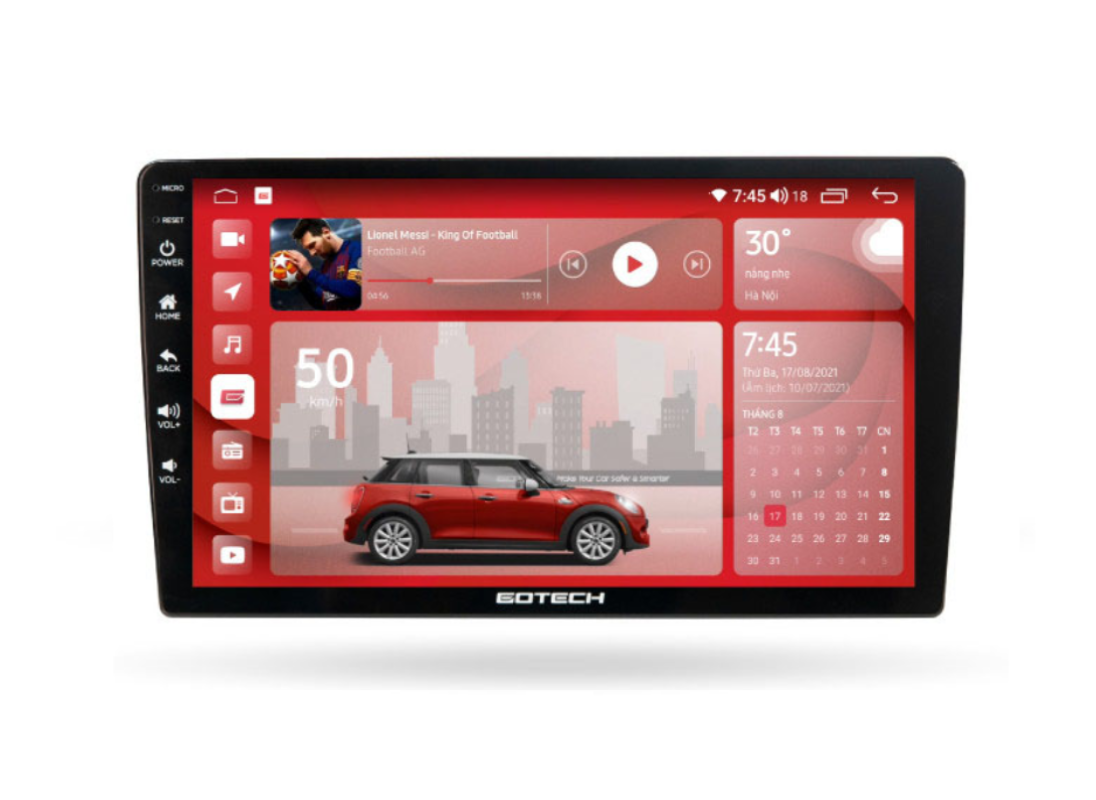 MICRO
RESET
POWER
HOME
BACK
VOL+
VOL-
7:45 18
Lionel Messi - King Of Football
Football AG
04:56 13:38
30°
nắng nhẹ
Hà Nội
50
km/h
Make Your Car Safer & Smarter
7:45
Thứ Ba, 17/08/2021
(Âm lịch: 10/07/2021)
THÁNG 8
T2 T3 T4 T5 T6 T7 CN
26 27 28 29 30 31 1
2 3 4 5 6 7 8
9 10 11 12 13 14 15
16 17 18 19 20 21 22
23 24 25 26 27 28 29
30 31 1 2 3 4 5
GOTECH